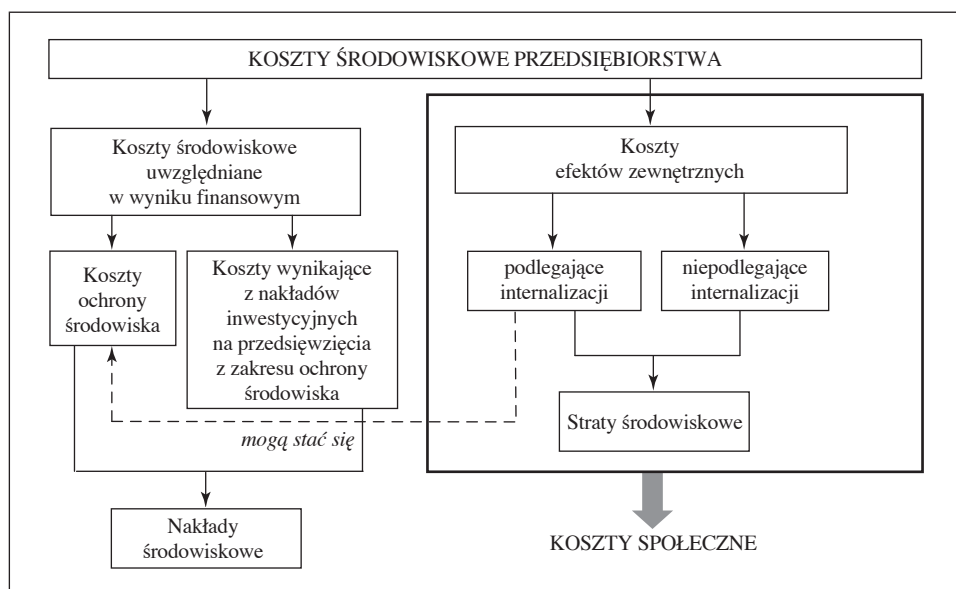 KOSZTY ŚRODOWISKOWE PRZEDSIĘBIORSTWA
Koszty środowiskowe
uwzględniane
w wyniku finansowym
Koszty
efektów zewnętrznych
Koszty
ochrony
środowiska
Koszty wynikające
z nakładów
inwestycyjnych
na przedsięwzięcia
z zakresu ochrony
środowiska
podlegające
internalizacji
niepodlegające
internalizacji
mogą stać się
Straty środowiskowe
Nakłady
środowiskowe
KOSZTY SPOŁECZNE